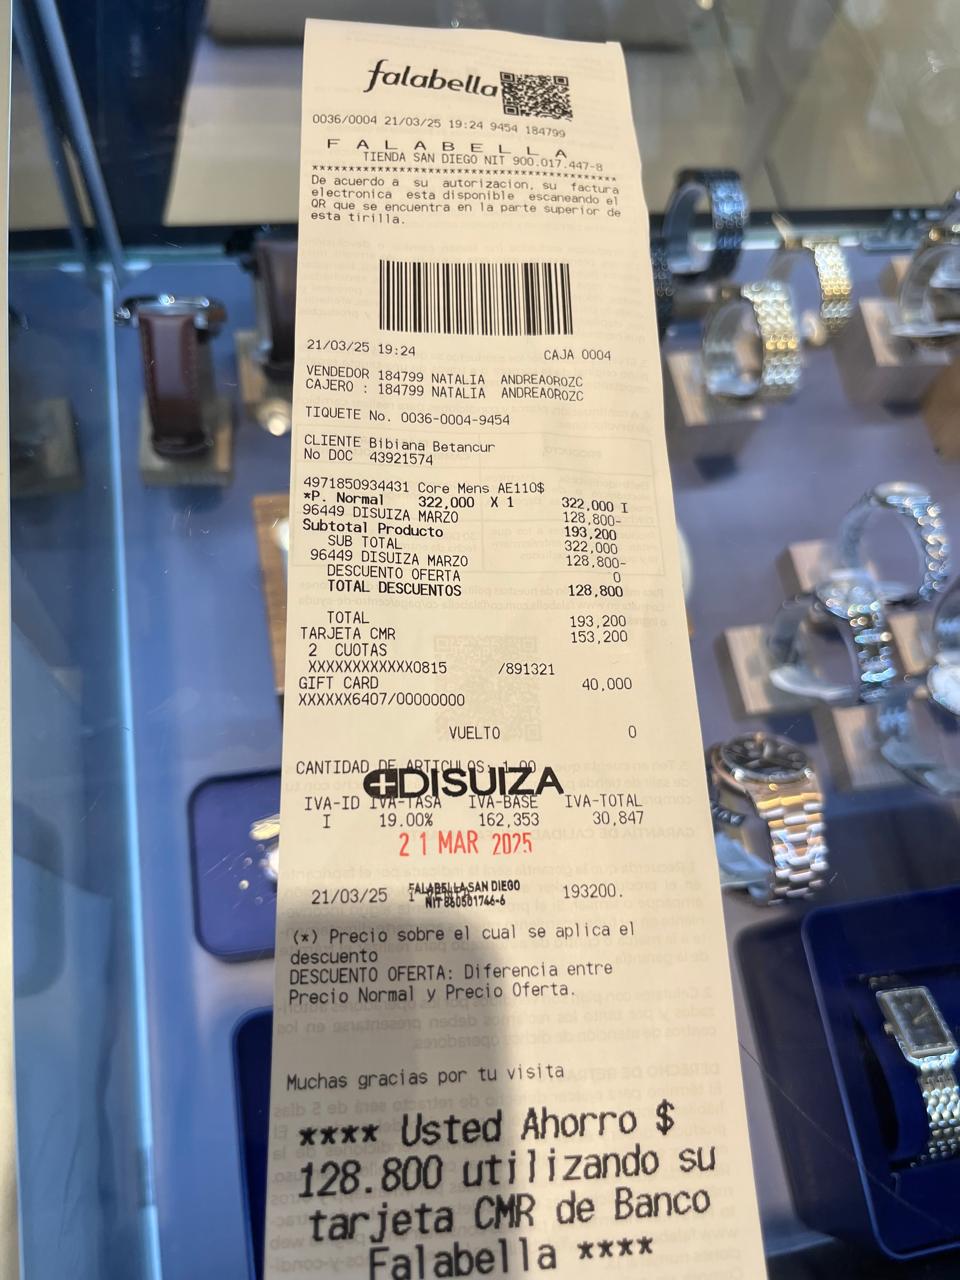 falabella
0036/0004 21/03/25 19:24 9454 184799
F A L A B E L L A
TIENDA SAN DIEGO NIT 900.017.447-8
****************************************
De acuerdo a su autorizacion, su factura
electronica esta disponible escaneando el
QR que se encuentra en la parte superior de
esta tirilla.
21/03/25 19:24 CAJA 0004
VENDEDOR 184799 NATALIA ANDREAOROZC
CAJERO : 184799 NATALIA ANDREAOROZC
TIQUETE No. 0036-0004-9454
CLIENTE Bibiana Betancur
No DOC 43921574
4971850934431 Core Mens AE110$
*P. Normal 322,000 X 1 322,000 I
96449 DISUIZA MARZO 128,800-
Subtotal Producto 193,200
SUB TOTAL 322,000
96449 DISUIZA MARZO 128,800-
DESCUENTO OFERTA 0
TOTAL DESCUENTOS 128,800
TOTAL 193,200
TARJETA CMR 153,200
2 CUOTAS
XXXXXXXXXXXX0815 /891321
GIFT CARD 40,000
XXXXXX6407/00000000
VUELTO 0
CANTIDAD DE ARTICULOS: 1.00
DISUIZA
IVA-ID IVA-TASA IVA-BASE IVA-TOTAL
I 19.00% 162,353 30,847
21 MAR 2025
FALABELLA SAN DIEGO
21/03/25 1 193200.
NIT 860501746-6
(*) Precio sobre el cual se aplica el
descuento
DESCUENTO OFERTA: Diferencia entre
Precio Normal y Precio Oferta.
Muchas gracias por tu visita
**** Usted Ahorro $
128.800 utilizando su
tarjeta CMR de Banco
Falabella ****